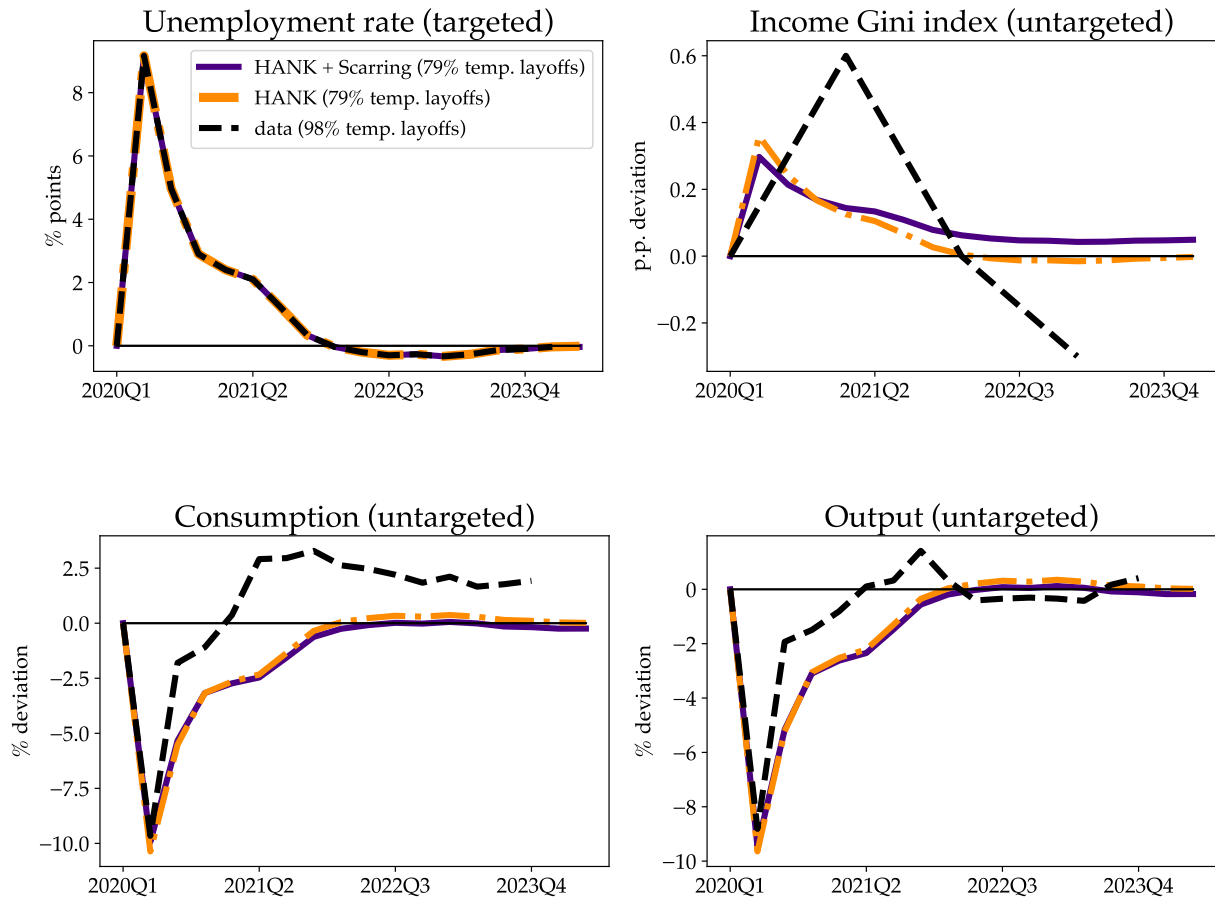 Unemployment rate (targeted)
% points
8
6
4
2
0
2020Q1
2021Q2
2022Q3
2023Q4
HANK + Scarring (79% temp. layoffs)
HANK (79% temp. layoffs)
data (98% temp. layoffs)
Income Gini index (untargeted)
p.p. deviation
0.6
0.4
0.2
0.0
−0.2
2020Q1
2021Q2
2022Q3
2023Q4
Consumption (untargeted)
% deviation
2.5
0.0
−2.5
−5.0
−7.5
−10.0
2020Q1
2021Q2
2022Q3
2023Q4
Output (untargeted)
% deviation
0
−2
−4
−6
−8
−10
2020Q1
2021Q2
2022Q3
2023Q4